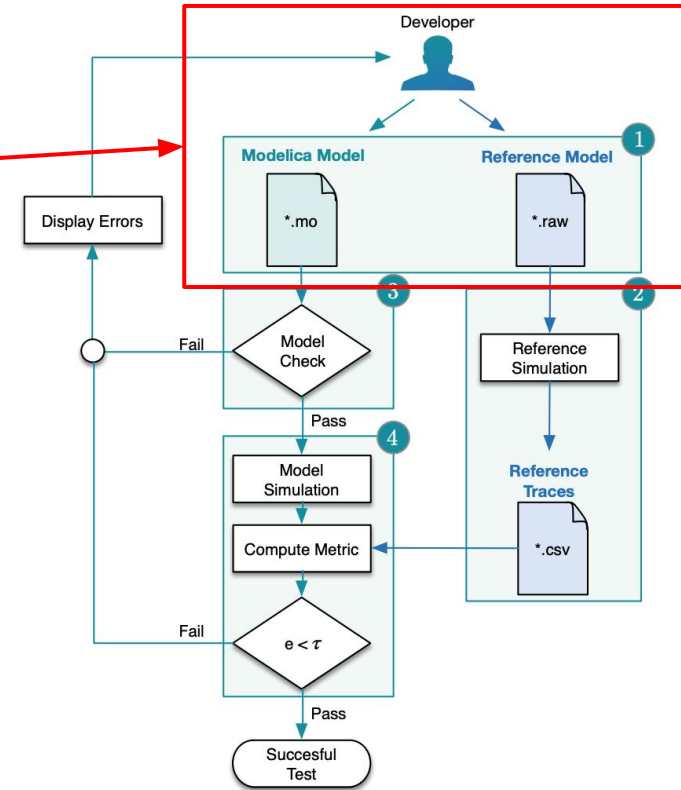 Developer
1
Modelica Model
Reference Model
*.mo
*.raw
Display Errors
3
2
Fail
Model
Check
Reference
Simulation
Pass
4
Model
Simulation
Reference
Traces
Compute Metric
*.csv
Fail
e < τ
Pass
Succesful
Test